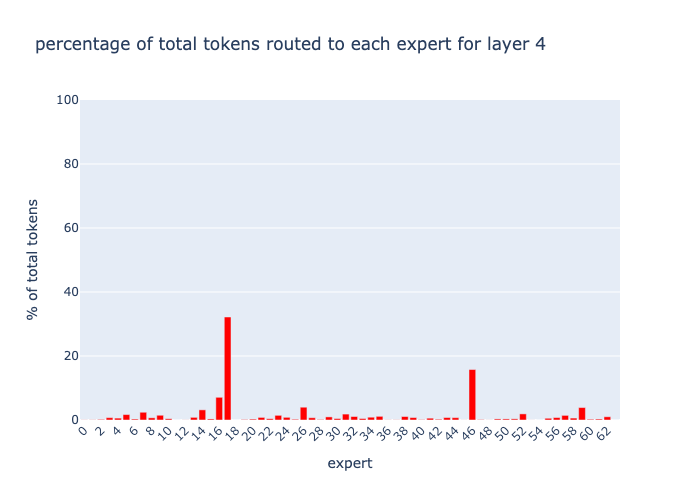 percentage of total tokens routed to each expert for layer 4
100
80
60
40
20
0
% of total tokens
0 2 4 6 8 10 12 14 16 18 20 22 24 26 28 30 32 34 36 38 40 42 44 46 48 50 52 54 56 58 60 62
expert